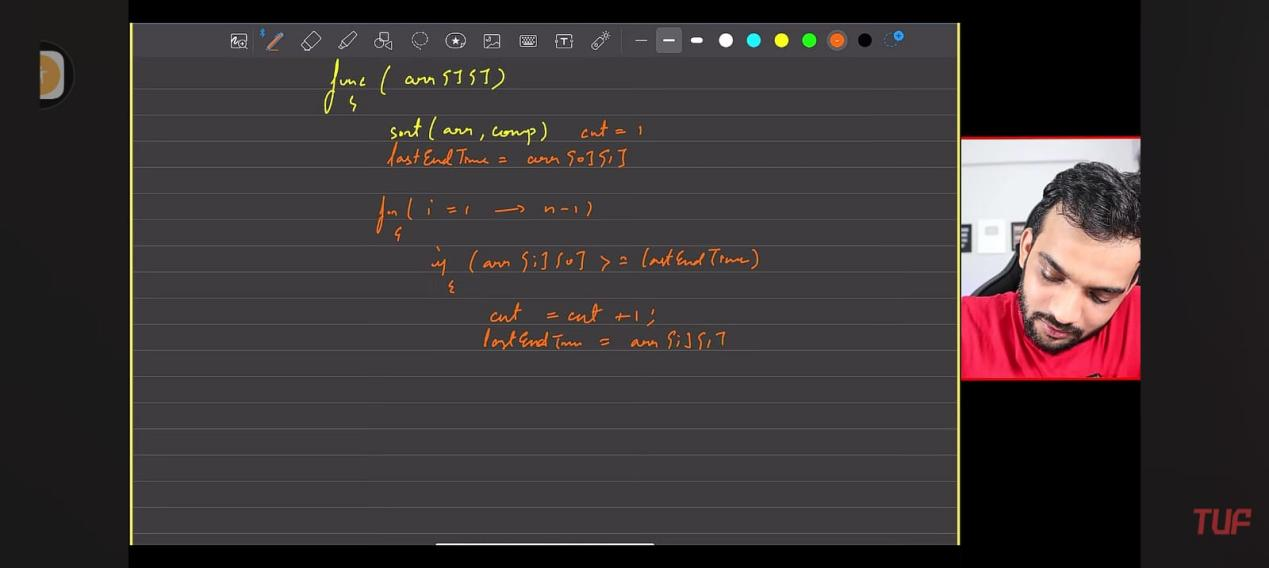 func ( arr [ ] [ ] )
{
sort ( arr , comp ) cnt = 1
lastEndTime = arr [0] [1]
for ( i = 1 → n-1 )
{
if ( arr [i] [0] > = lastEndTime )
{
cnt = cnt + 1 ;
lastEndTime = arr [i] [1]
TUF